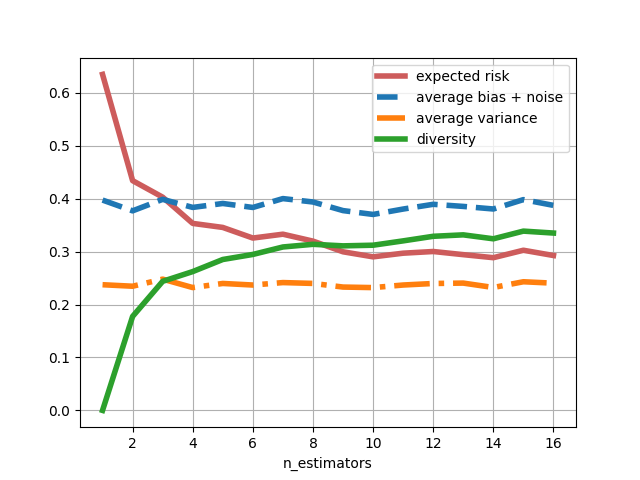 expected risk
average bias + noise
average variance
diversity
0.6
0.5
0.4
0.3
0.2
0.1
0.0
2 4 6 8 10 12 14 16
n_estimators